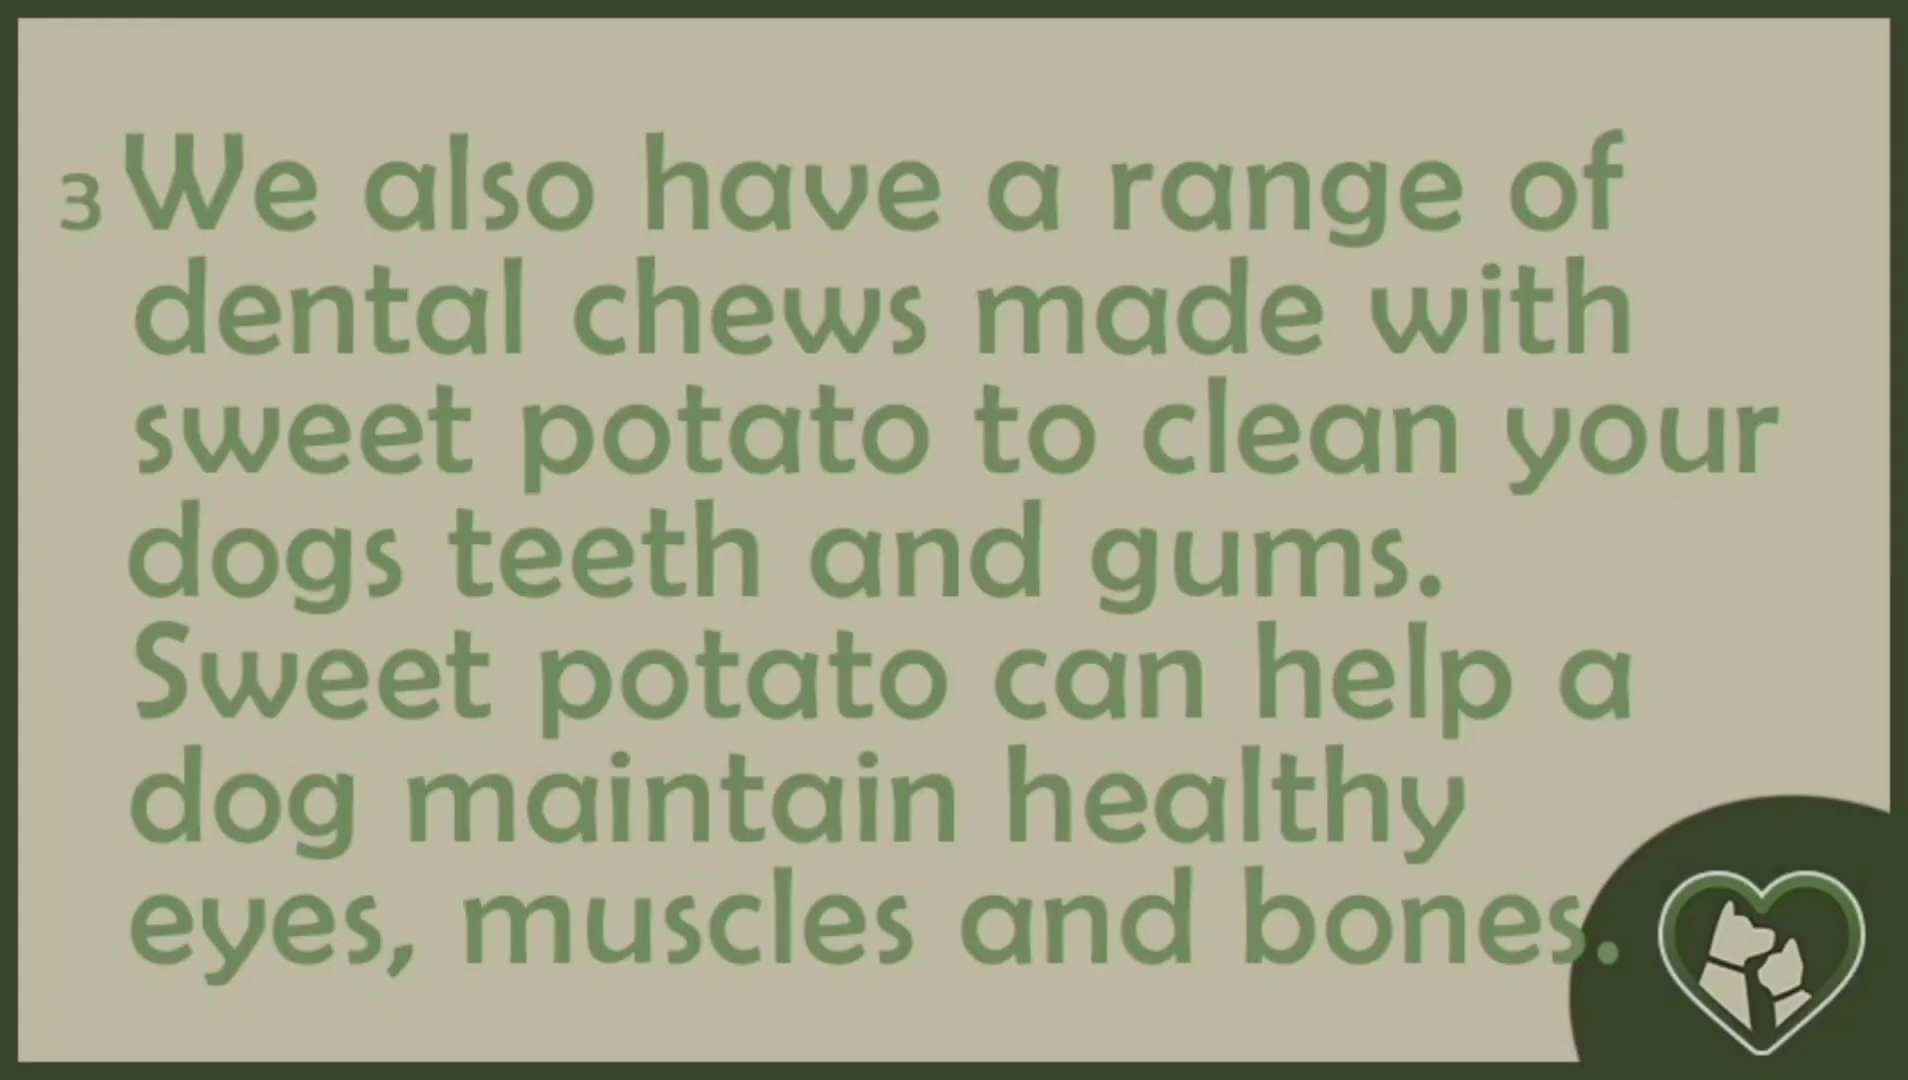 3 We also have a range of
dental chews made with
sweet potato to clean your
dogs teeth and gums.
Sweet potato can help a
dog maintain healthy
eyes, muscles and bones.